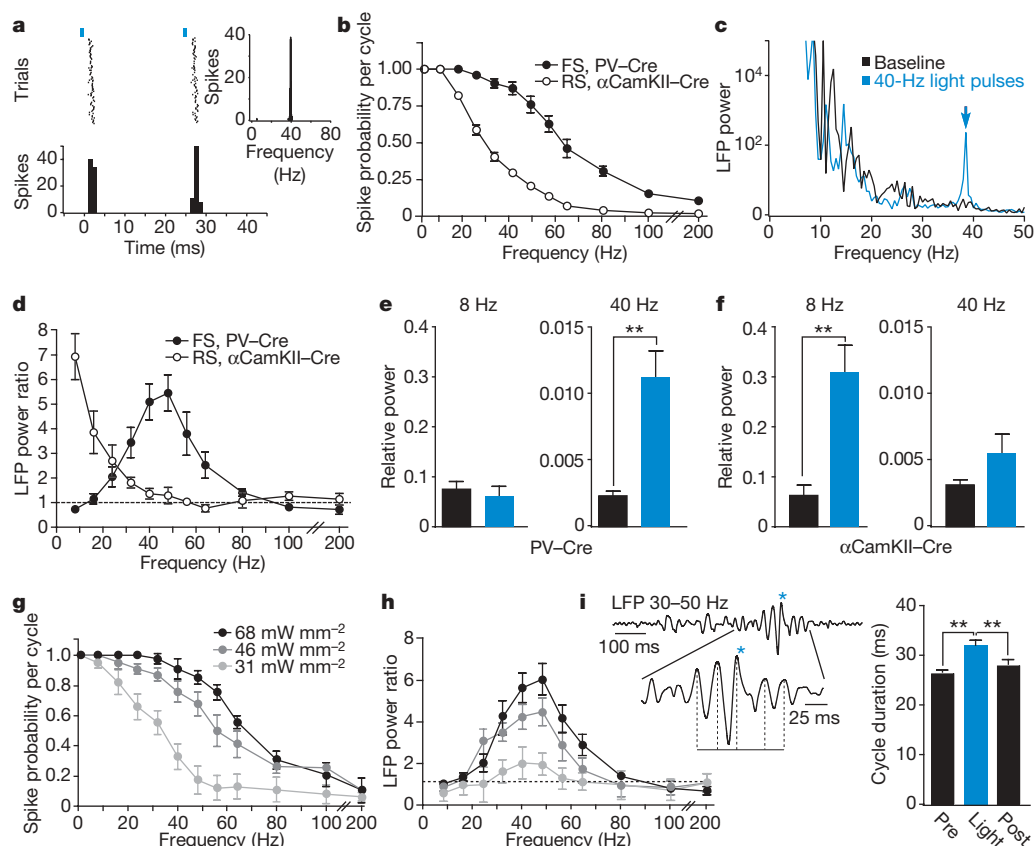 a
Trials
Spikes
50
0
0
10
20
30
40
Time (ms)
Spikes
40
20
0
0
40
80
Frequency
(Hz)
b
Spike probability per cycle
1.00
0.75
0.50
0.25
0
FS, PV–Cre
RS, αCamKII–Cre
0
20
40
60
80
100
200
Frequency (Hz)
c
LFP power
10⁴
10²
0
Baseline
40-Hz light pulses
0
10
20
30
40
50
Frequency (Hz)
d
LFP power ratio
8
7
6
5
4
3
2
1
0
FS, PV–Cre
RS, αCamKII–Cre
0
20
40
60
80
100
200
Frequency (Hz)
e
8 Hz
40 Hz
Relative power
0.4
0.3
0.2
0.1
0
0.015
0.010
0.005
0
**
PV–Cre
f
8 Hz
40 Hz
Relative power
0.4
0.3
0.2
0.1
0
**
0.015
0.010
0.005
0
αCamKII–Cre
g
Spike probability per cycle
1.0
0.8
0.6
0.4
0.2
0
68 mW mm⁻²
46 mW mm⁻²
31 mW mm⁻²
0
20
40
60
80
100
200
Frequency (Hz)
h
LFP power ratio
8
6
4
2
0
0
20
40
60
80
100
200
Frequency (Hz)
i
LFP 30–50 Hz
*
100 ms
*
25 ms
Cycle duration (ms)
40
30
20
10
0
**
**
Pre
Light
Post